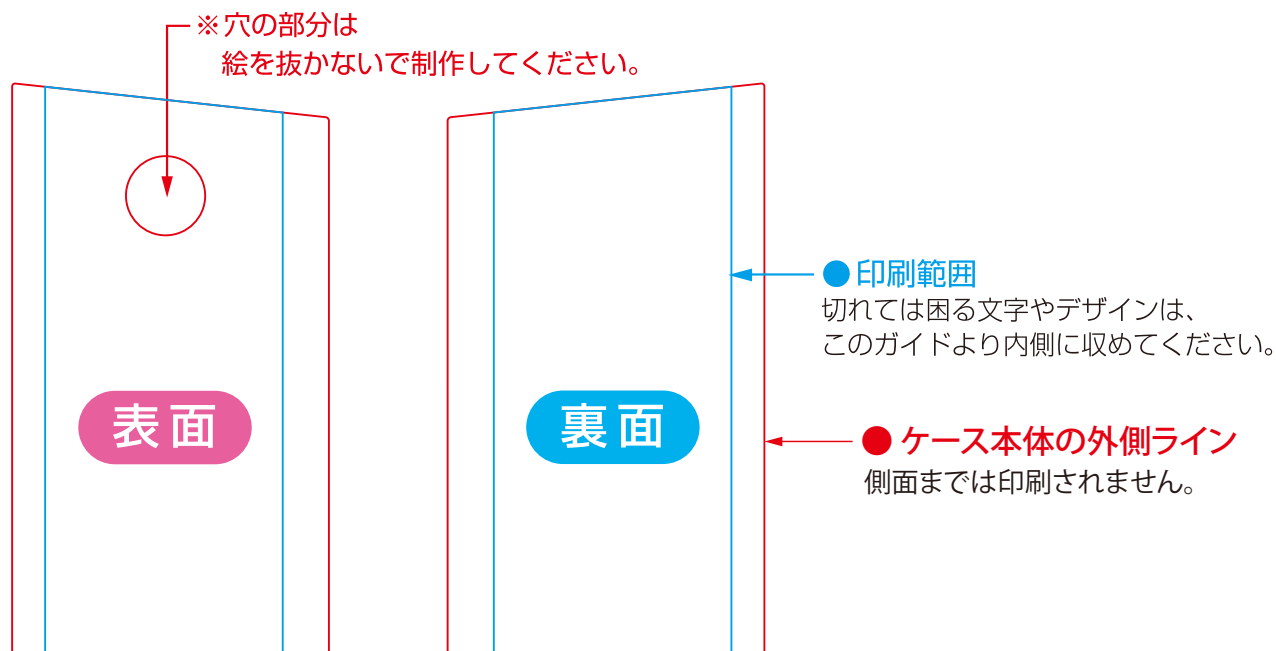 ※穴の部分は
絵を抜かないで制作してください。
●印刷範囲
切れては困る文字やデザインは、
このガイドより内側に収めてください。
表面
裏面
●ケース本体の外側ライン
側面までは印刷されません。